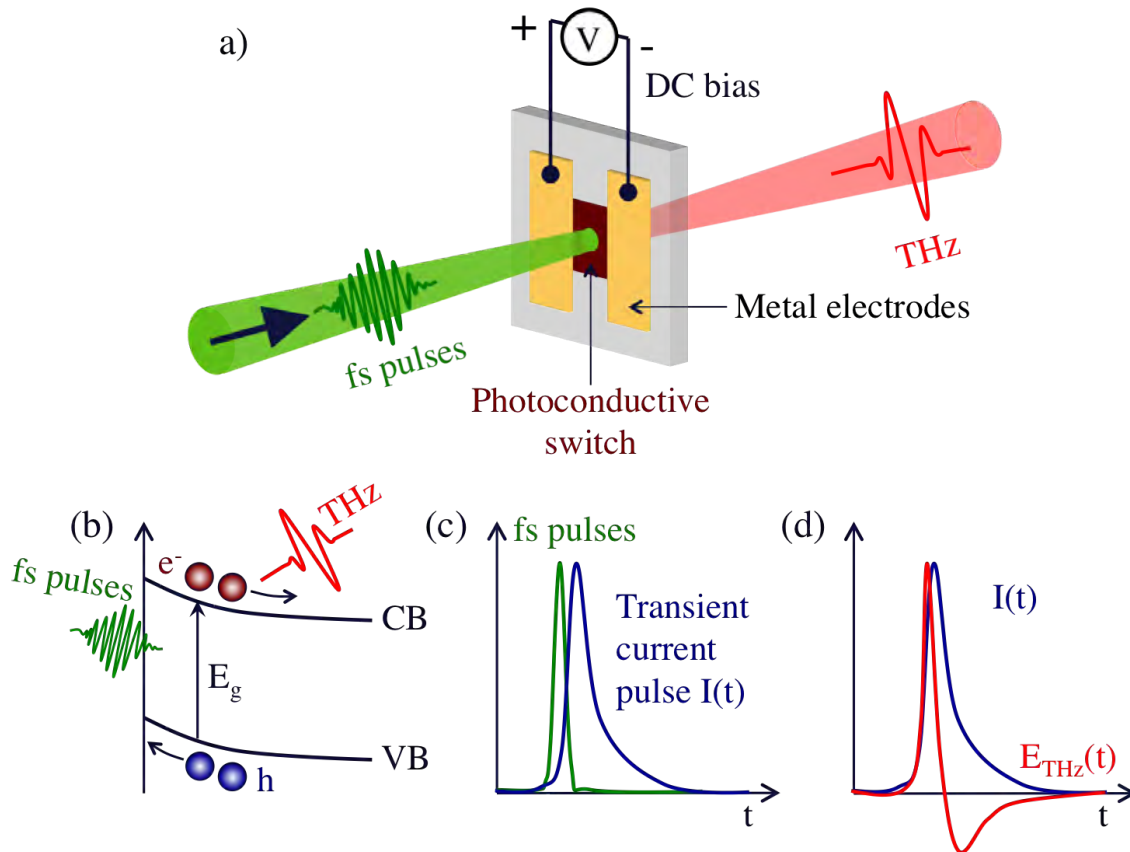 a)
+
V
-
DC bias
THz
fs pulses
Metal electrodes
Photoconductive
switch
(b)
fs pulses
e-
THz
CB
Eg
VB
h
(c)
fs pulses
Transient
current
pulse I(t)
t
(d)
I(t)
ETHz(t)
t